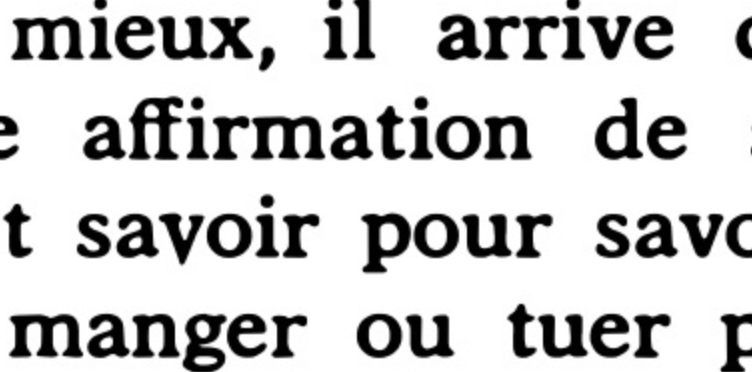 mieux, il arrive
affirmation de
savoir pour
manger ou tuer